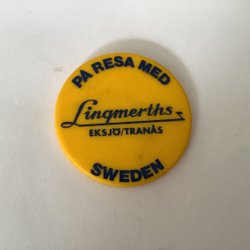 PÅ RESA MED
Lingmerths
EKSJÖ/TRANÅS
SWEDEN